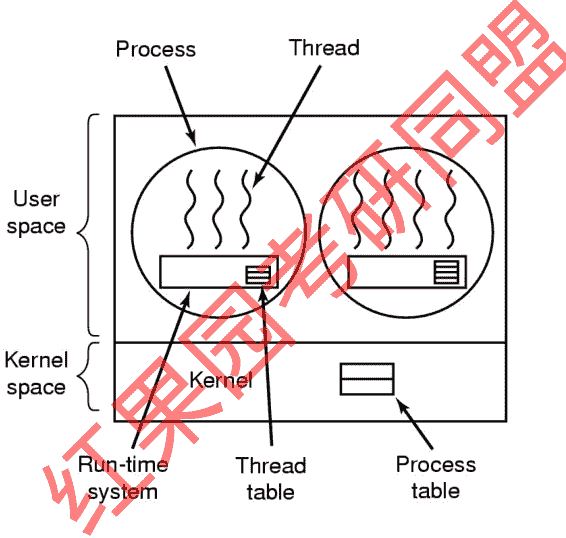 Process
Thread
User
space
Kernel
space
Kernel
Run-time
system
Thread
table
Process
table
红果园考研同盟